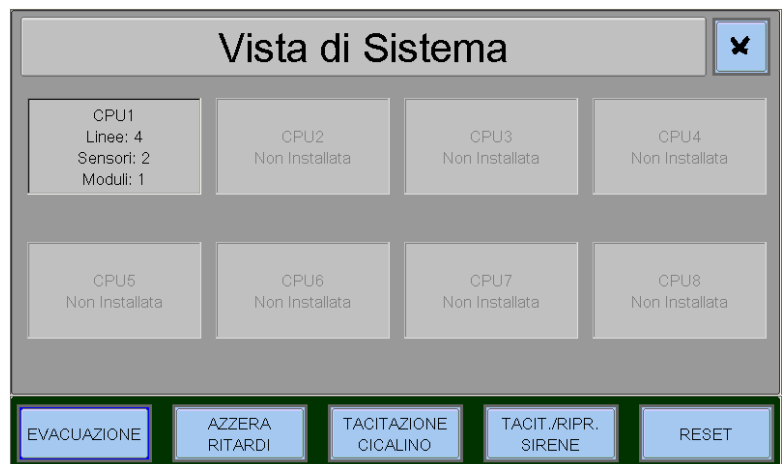 Vista di Sistema
CPU1
Linee: 4
Sensori: 2
Moduli: 1
CPU2
Non Installata
CPU3
Non Installata
CPU4
Non Installata
CPU5
Non Installata
CPU6
Non Installata
CPU7
Non Installata
CPU8
Non Installata
EVACUAZIONE
AZZERA
RITARDI
TACITAZIONE
CICALINO
TACIT./RIPR.
SIRENE
RESET